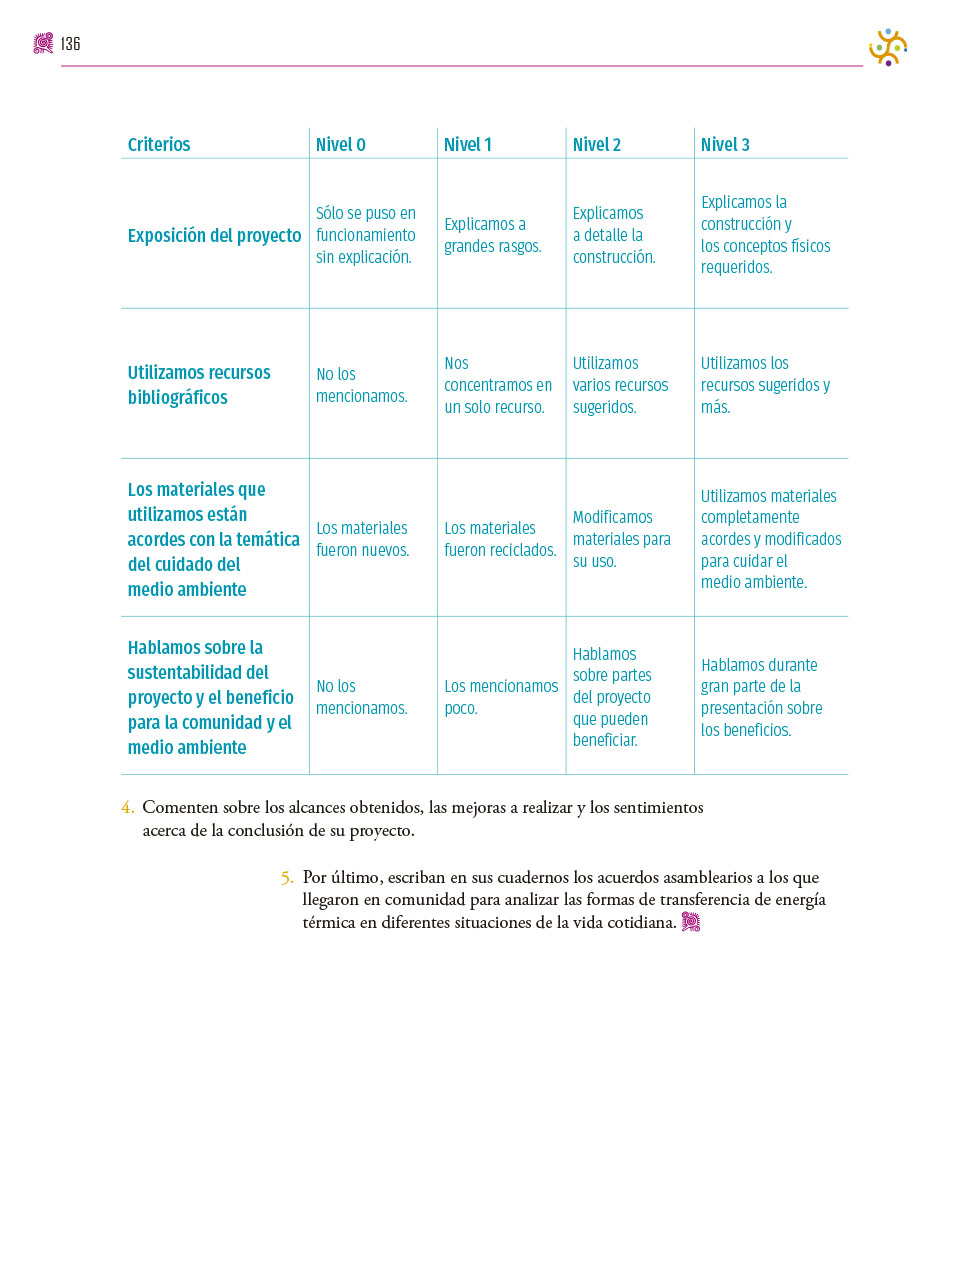 136
Criterios
Nivel 0
Nivel 1
Nivel 2
Nivel 3
Exposición del proyecto
Sólo se puso en
funcionamiento
sin explicación.
Explicamos a
grandes rasgos.
Explicamos
a detalle la
construcción.
Explicamos la
construcción y
los conceptos físicos
requeridos.
Utilizamos recursos
bibliográficos
No los
mencionamos.
Nos
concentramos en
un solo recurso.
Utilizamos
varios recursos
sugeridos.
Utilizamos los
recursos sugeridos y
más.
Los materiales que
utilizamos están
acordes con la temática
del cuidado del
medio ambiente
Los materiales
fueron nuevos.
Los materiales
fueron reciclados.
Modificamos
materiales para
su uso.
Utilizamos materiales
completamente
acordes y modificados
para cuidar el
medio ambiente.
Hablamos sobre la
sustentabilidad del
proyecto y el beneficio
para la comunidad y el
medio ambiente
No los
mencionamos.
Los mencionamos
poco.
Hablamos
sobre partes
del proyecto
que pueden
beneficiar.
Hablamos durante
gran parte de la
presentación sobre
los beneficios.
4. Comenten sobre los alcances obtenidos, las mejoras a realizar y los sentimientos
acerca de la conclusión de su proyecto.
5. Por último, escriban en sus cuadernos los acuerdos asamblearios a los que
llegaron en comunidad para analizar las formas de transferencia de energía
térmica en diferentes situaciones de la vida cotidiana.